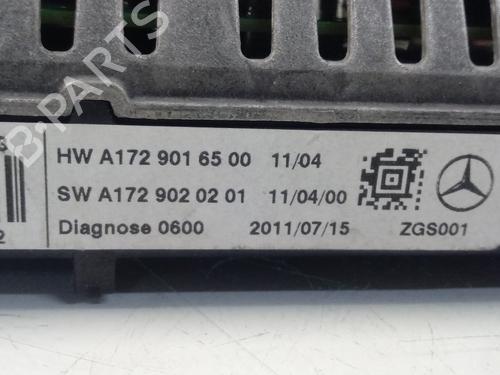 B-PARTS
HW A172 901 65 00 11/04
SW A172 902 02 01 11/04/00
Diagnose 0600 2011/07/15 ZGS001
2